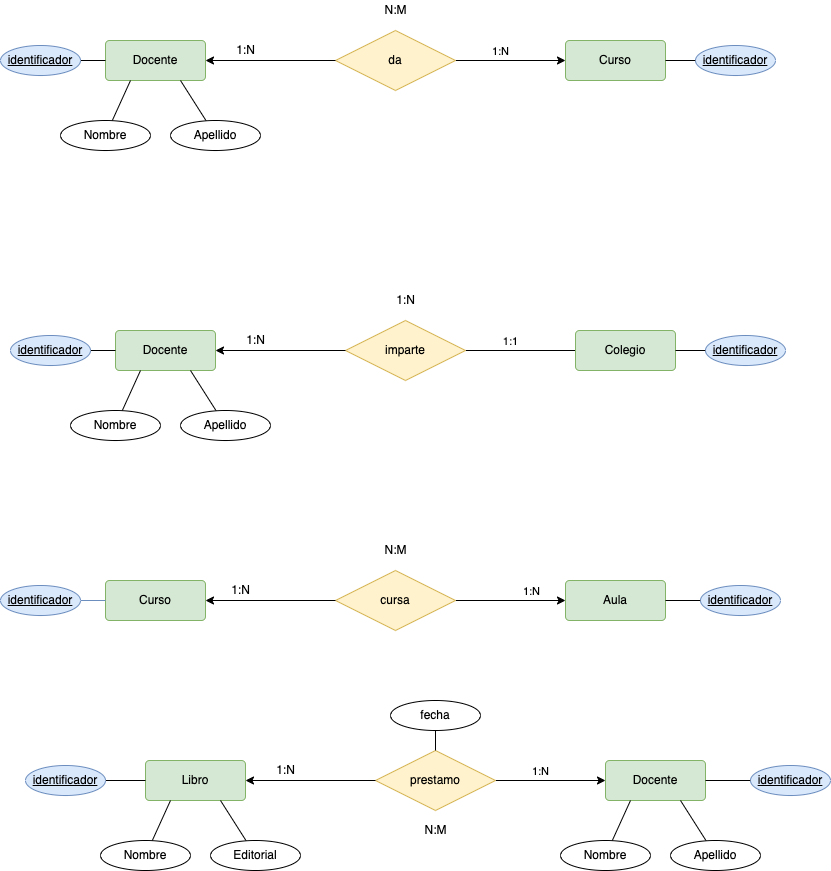 N:M
identificador
Docente
1:N
da
1:N
Curso
identificador
Nombre
Apellido
1:N
identificador
Docente
1:N
imparte
1:1
Colegio
identificador
Nombre
Apellido
N:M
identificador
Curso
1:N
cursa
1:N
Aula
identificador
fecha
identificador
Libro
1:N
prestamo
1:N
Docente
identificador
N:M
Nombre
Editorial
Nombre
Apellido